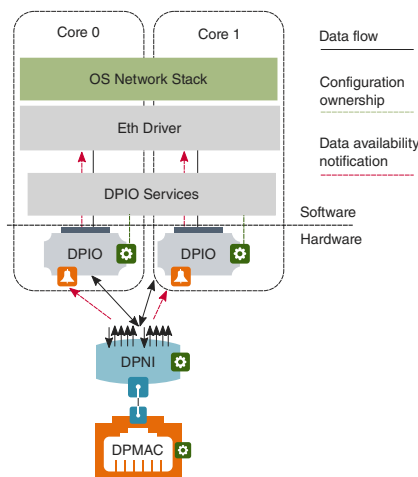 Core 0
Core 1
Data flow
OS Network Stack
Configuration
ownership
Eth Driver
Data availability
notification
DPIO Services
Software
Hardware
DPIO
DPIO
DPNI
DPMAC